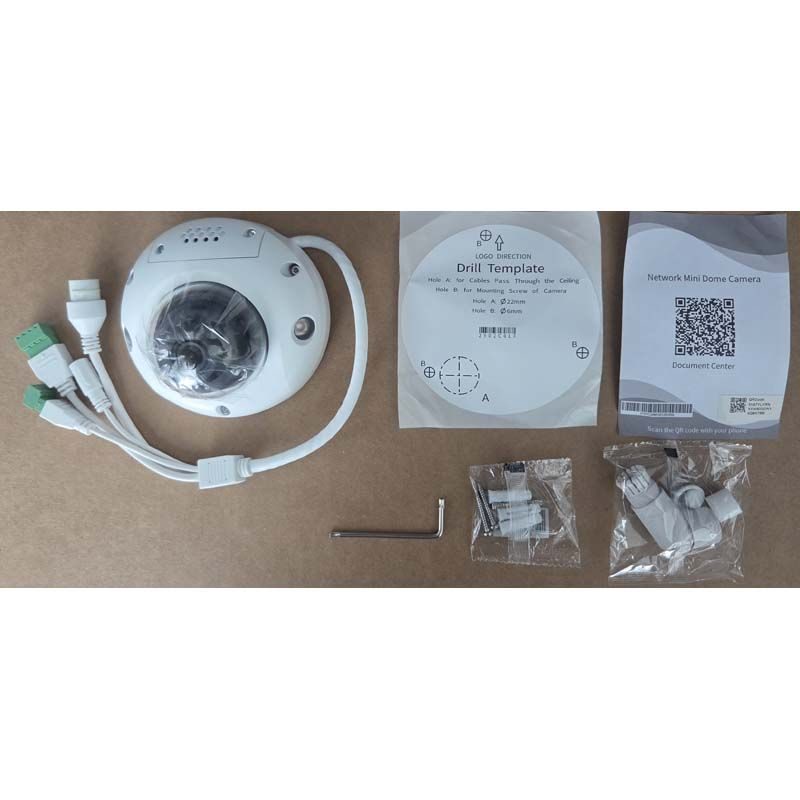 B
LOGO DIRECTION
Drill Template
Hole A: for Cables Pass Through the Ceiling
Hole B: for Mounting Screw of Camera
Hole A: Ø22mm
Hole B: Ø6mm
B
B
A
Network Mini Dome Camera
Document Center
Scan the QR code with your phone